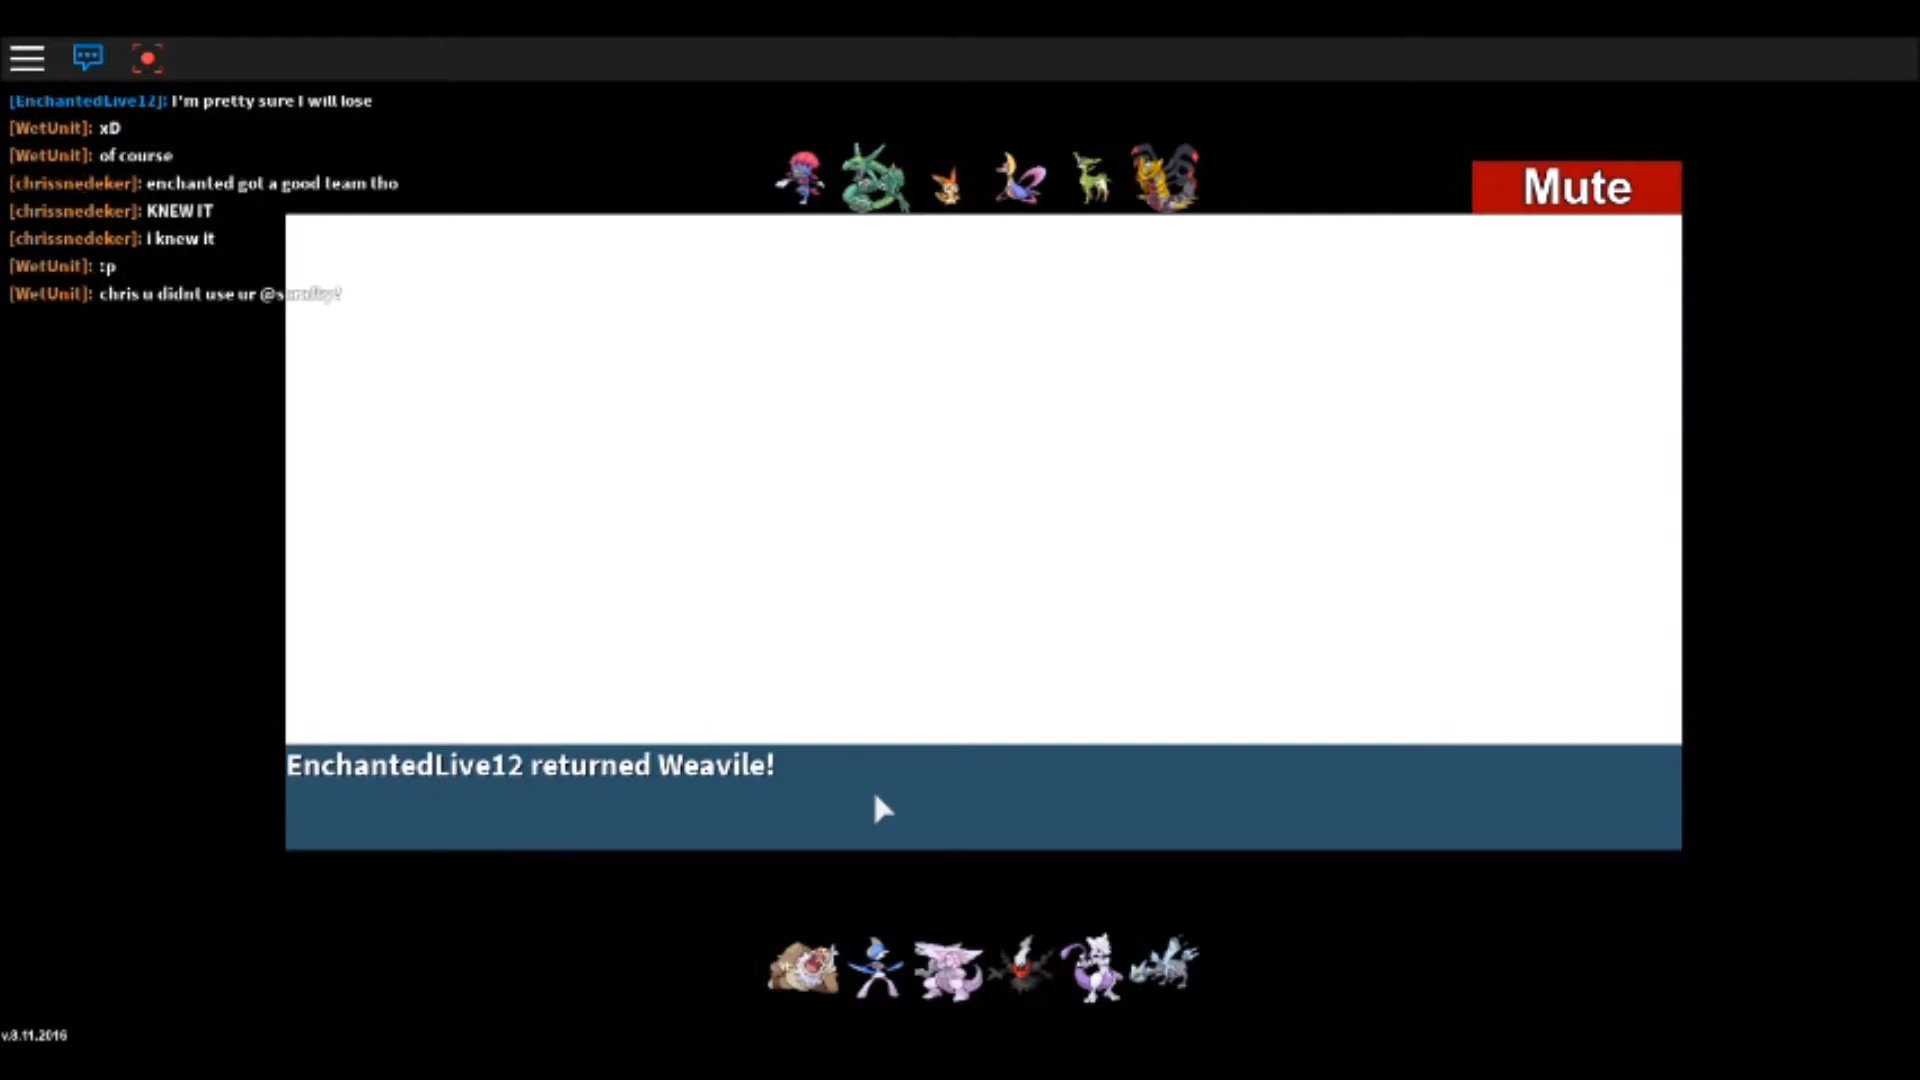 [EnchantedLive12]: I'm pretty sure I will lose
[WetUnit]: xD
[WetUnit]: of course
[chrissnedeker]: enchanted got a good team tho
[chrissnedeker]: KNEW IT
[chrissnedeker]: i knew it
[WetUnit]: :p
[WetUnit]: chris u didnt use ur
Mute
EnchantedLive12 returned Weavile!
v.8.11.2016